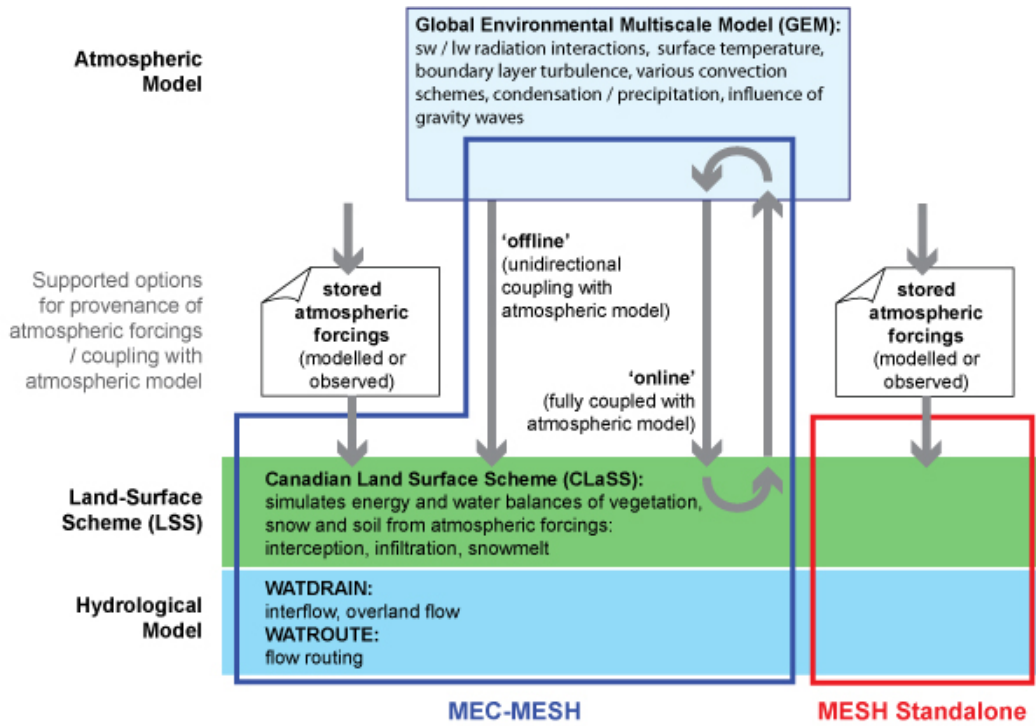 Atmospheric
Model
Global Environmental Multiscale Model (GEM):
sw / lw radiation interactions, surface temperature,
boundary layer turbulence, various convection
schemes, condensation / precipitation, influence of
gravity waves
Supported options
for provenance of
atmospheric forcings
/ coupling with
atmospheric model
stored
atmospheric
forcings
(modelled or
observed)
‘offline’
(unidirectional
coupling with
atmospheric model)
‘online’
(fully coupled with
atmospheric model)
stored
atmospheric
forcings
(modelled or
observed)
Land-Surface
Scheme (LSS)
Canadian Land Surface Scheme (CLaSS):
simulates energy and water balances of vegetation,
snow and soil from atmospheric forcings:
interception, infiltration, snowmelt
Hydrological
Model
WATDRAIN:
interflow, overland flow
WATROUTE:
flow routing
MEC-MESH
MESH Standalone